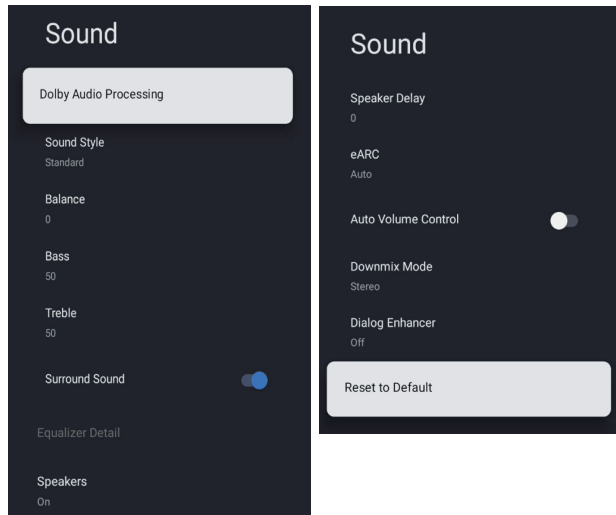 Sound
Dolby Audio Processing
Sound Style
Standard
Balance
0
Bass
50
Treble
50
Surround Sound
Equalizer Detail
Speakers
On
Sound
Speaker Delay
0
eARC
Auto
Auto Volume Control
Downmix Mode
Stereo
Dialog Enhancer
Off
Reset to Default